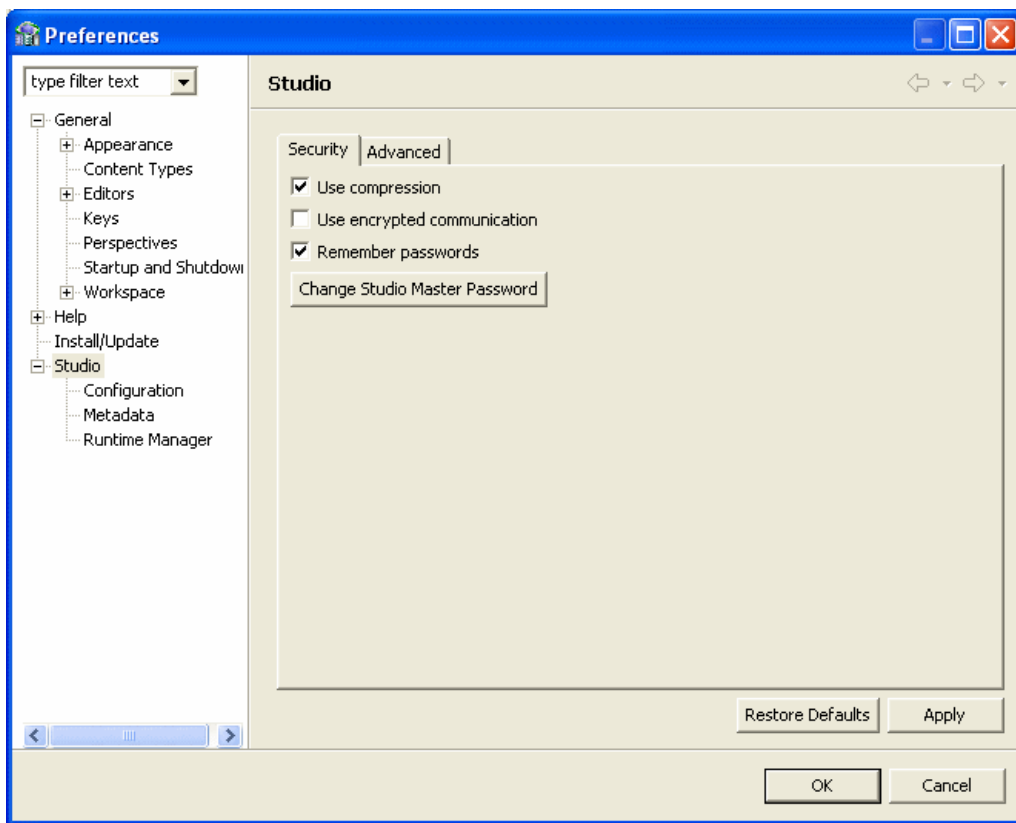 Preferences
type filter text
Studio
General
Appearance
Content Types
Editors
Keys
Perspectives
Startup and Shutdow
Workspace
Help
Install/Update
Studio
Configuration
Metadata
Runtime Manager
Security
Advanced
Use compression
Use encrypted communication
Remember passwords
Change Studio Master Password
Restore Defaults
Apply
OK
Cancel